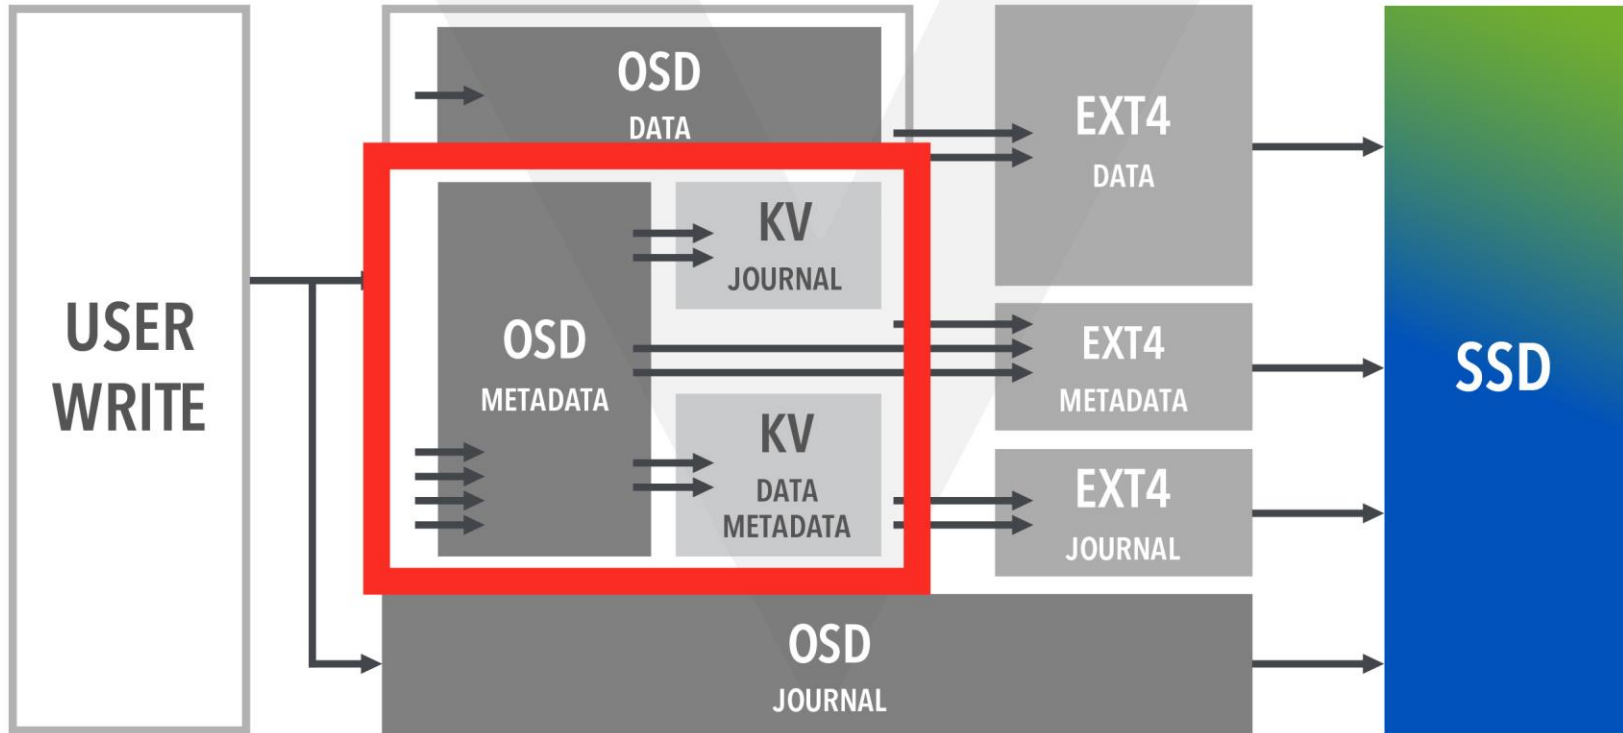 USER
WRITE
OSD
DATA
OSD
METADATA
KV
JOURNAL
KV
DATA
METADATA
OSD
JOURNAL
EXT4
DATA
EXT4
METADATA
EXT4
JOURNAL
SSD